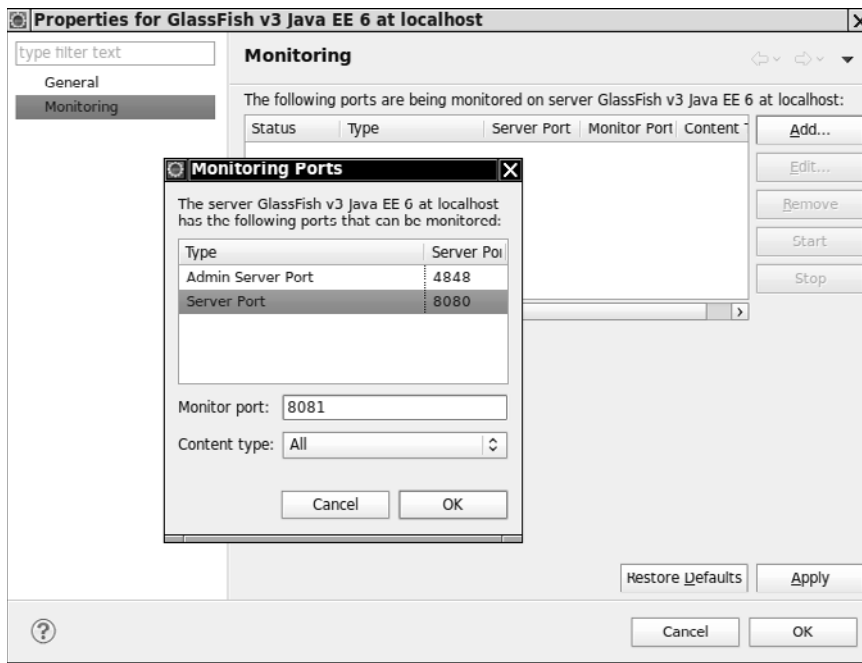 Properties for GlassFish v3 Java EE 6 at localhost
type filter text
General
Monitoring
Monitoring
The following ports are being monitored on server GlassFish v3 Java EE 6 at localhost:
Status Type Server Port Monitor Port Content T
Add...
Edit...
Remove
Start
Stop
Monitoring Ports
The server GlassFish v3 Java EE 6 at localhost
has the following ports that can be monitored:
Type Server Por
Admin Server Port 4848
Server Port 8080
Monitor port: 8081
Content type: All
Cancel OK
Restore Defaults Apply
Cancel OK